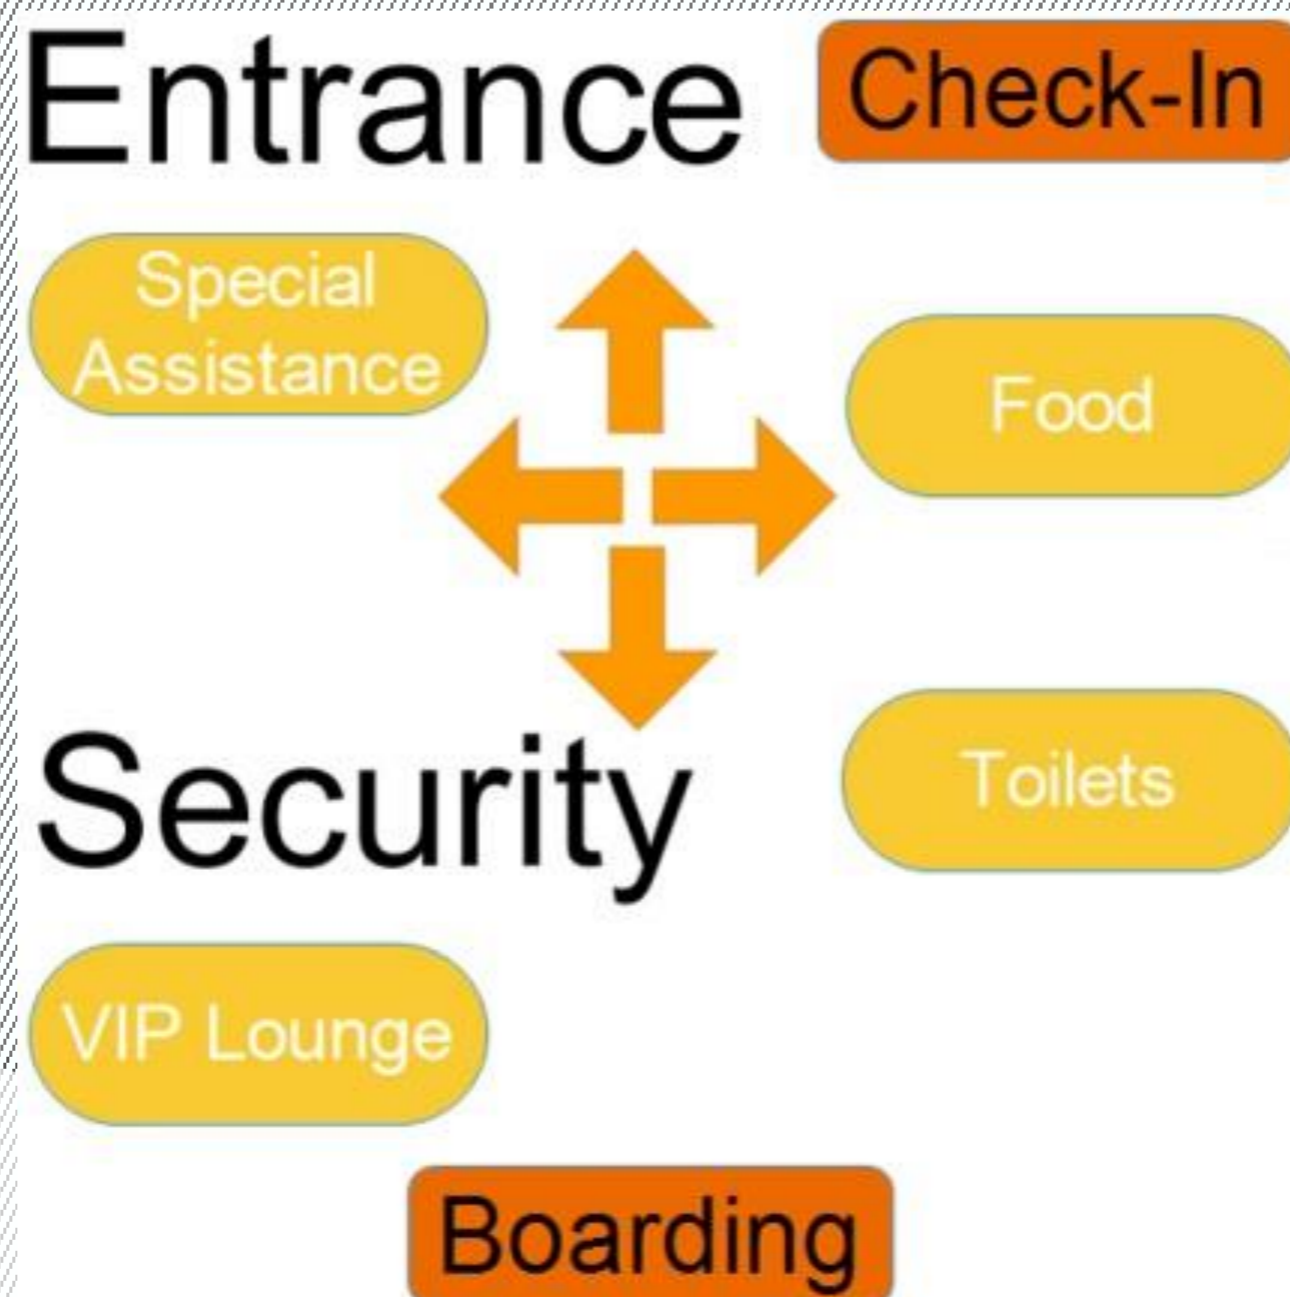 Entrance
Check-In
Special
Assistance
Food
Security
Toilets
VIP Lounge
Boarding